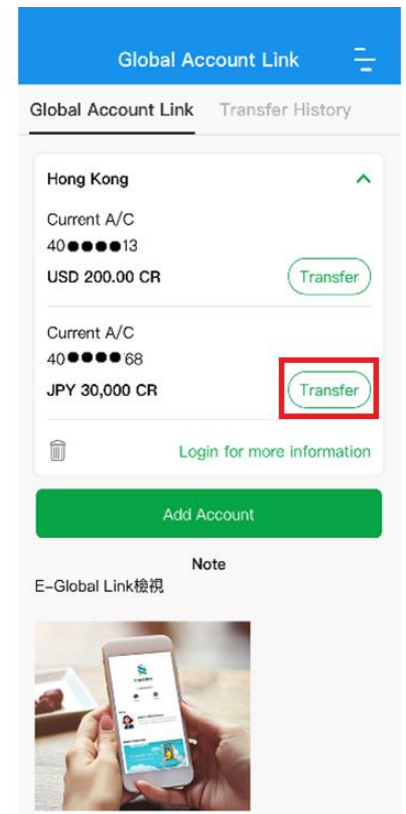 Global Account Link
Global Account Link Transfer History
Hong Kong
Current A/C
40●●●●13
USD 200.00 CR Transfer
Current A/C
40●●●●68
JPY 30,000 CR Transfer
Login for more information
Add Account
Note
E-Global Link檢視